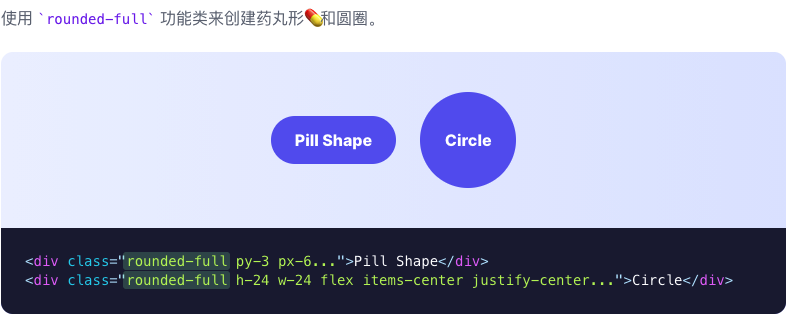 使用 `rounded-full` 功能类来创建药丸形💊和圆圈。
Pill Shape
Circle
<div class="rounded-full py-3 px-6...">Pill Shape</div>
<div class="rounded-full h-24 w-24 flex items-center justify-center...">Circle</div>